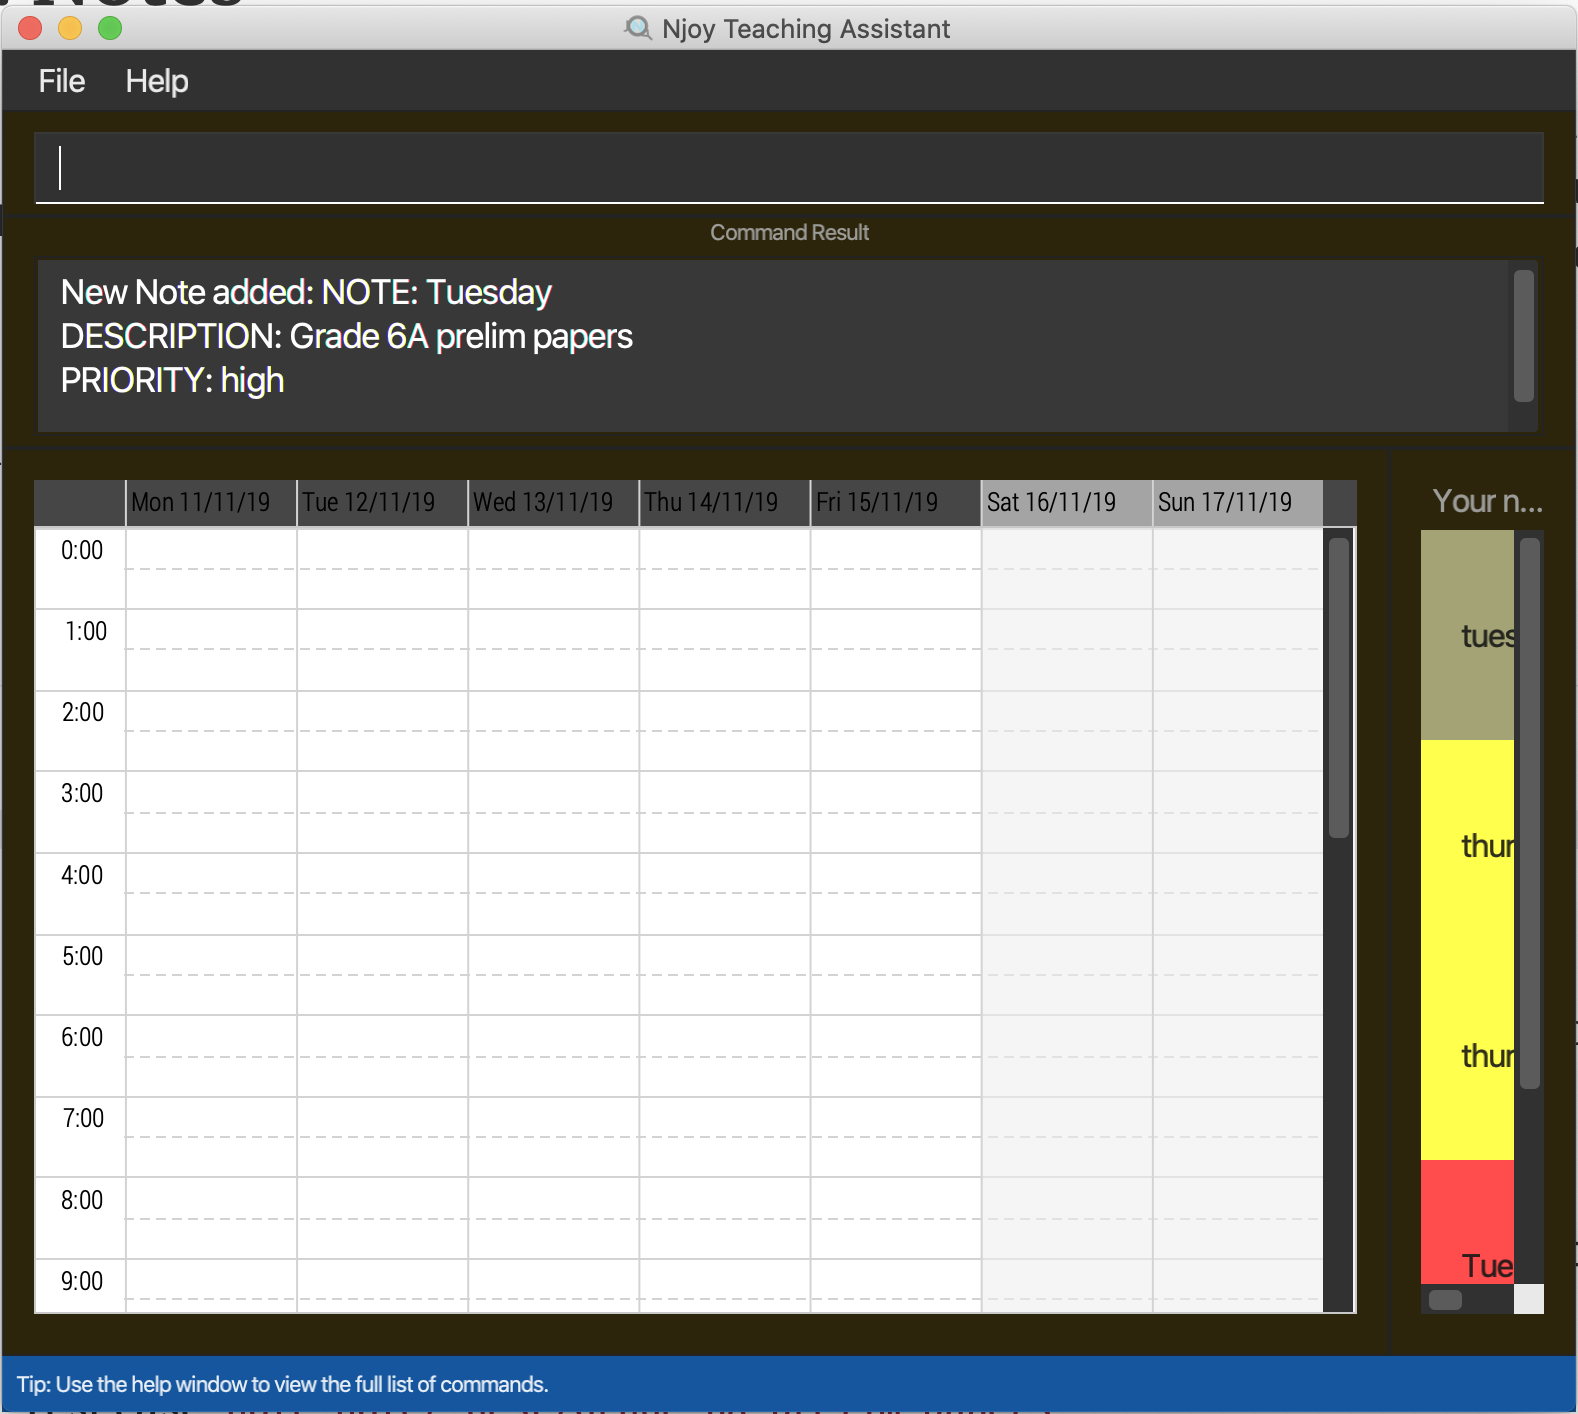 Notes
Njoy Teaching Assistant
File Help
Command Result
New Note added: NOTE: Tuesday
DESCRIPTION: Grade 6A prelim papers
PRIORITY: high
Mon 11/11/19 Tue 12/11/19 Wed 13/11/19 Thu 14/11/19 Fri 15/11/19 Sat 16/11/19 Sun 17/11/19
Your n...
0:00
1:00
2:00
3:00
4:00
5:00
6:00
7:00
8:00
9:00
tues
thur
thur
Tue
Tip: Use the help window to view the full list of commands.